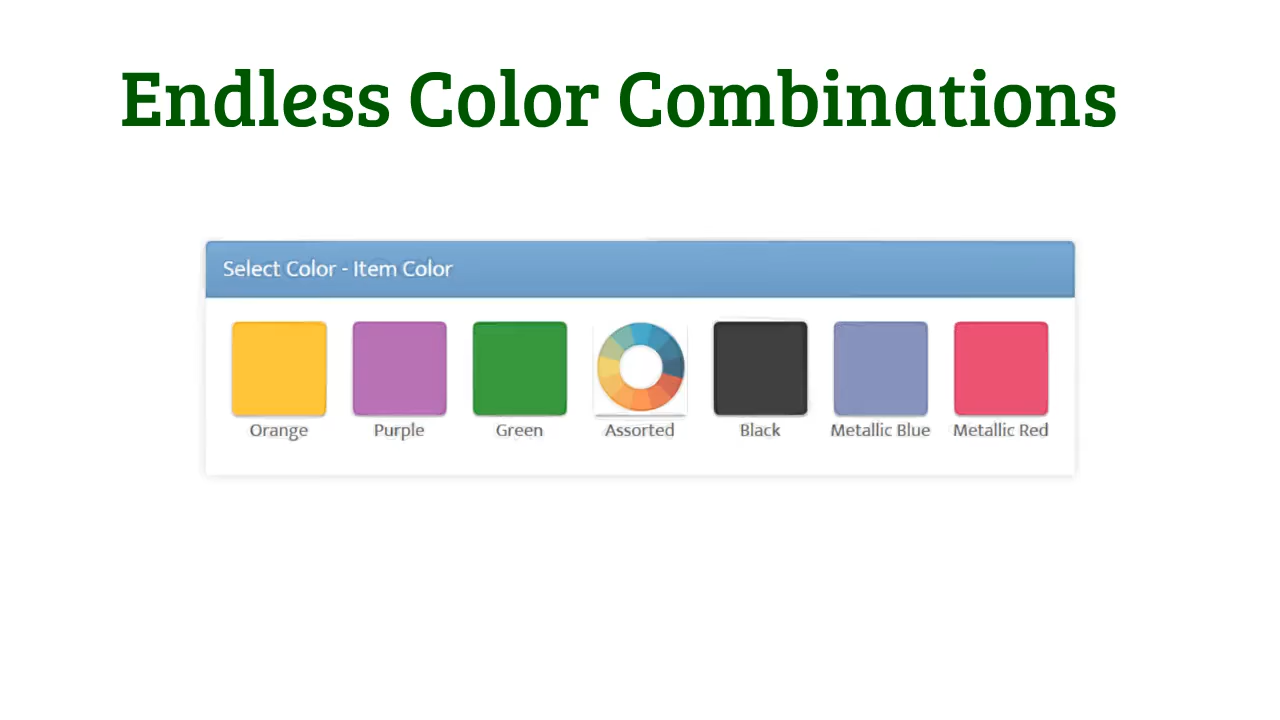 Endless Color Combinations
Select Color - Item Color
Orange
Purple
Green
Assorted
Black
Metallic Blue
Metallic Red